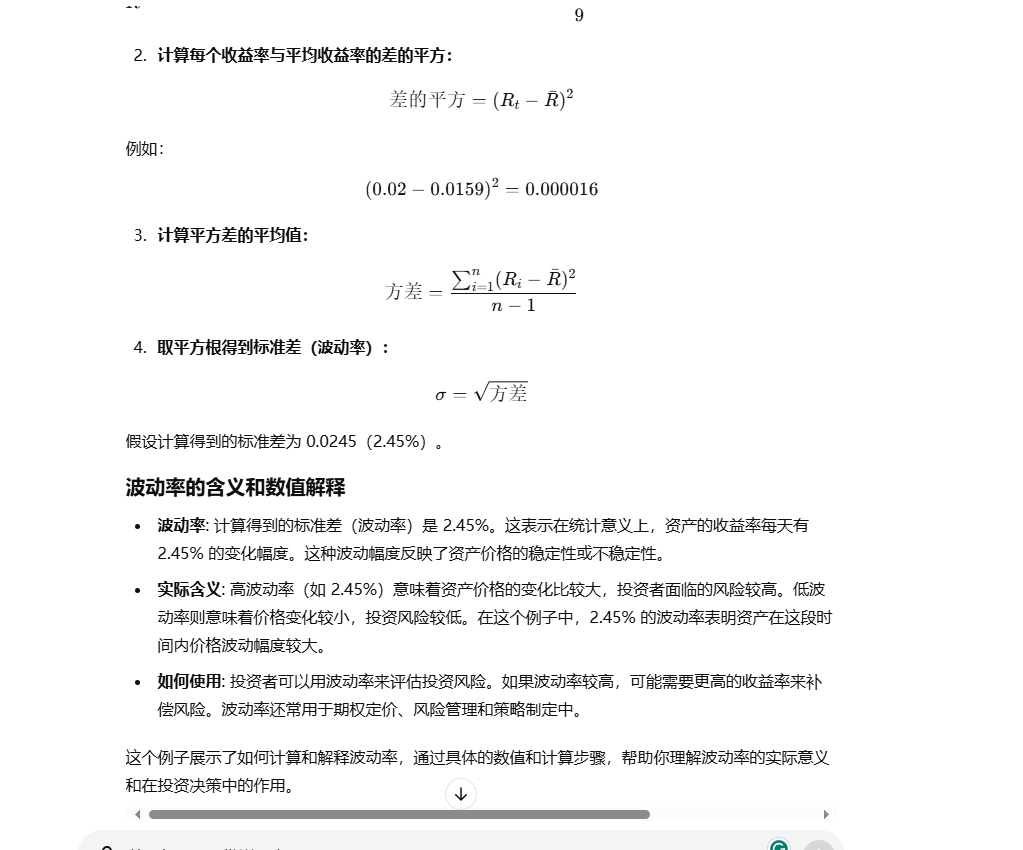 9
2. 计算每个收益率与平均收益率的差的平方：
差的平方 = (Rₜ − R̄)²
例如：
(0.02 − 0.0159)² = 0.000016
3. 计算平方差的平均值：
方差 = ∑ⁿᵢ₌₁(Rᵢ − R̄)² / n − 1
4. 取平方根得到标准差（波动率）：
σ = √方差
假设计算得到的标准差为 0.0245（2.45%）。
波动率的含义和数值解释
• 波动率: 计算得到的标准差（波动率）是 2.45%。这表示在统计意义上，资产的收益率每天有
2.45% 的变化幅度。这种波动幅度反映了资产价格的稳定性或不稳定性。
• 实际含义: 高波动率（如 2.45%）意味着资产价格的变化比较大，投资者面临的风险较高。低波
动率则意味着价格变化较小，投资风险较低。在这个例子中，2.45% 的波动率表明资产在这段时
间内价格波动幅度较大。
• 如何使用: 投资者可以用波动率来评估投资风险。如果波动率较高，可能需要更高的收益率来补
偿风险。波动率还常用于期权定价、风险管理和策略制定中。
这个例子展示了如何计算和解释波动率，通过具体的数值和计算步骤，帮助你理解波动率的实际意义
和在投资决策中的作用。